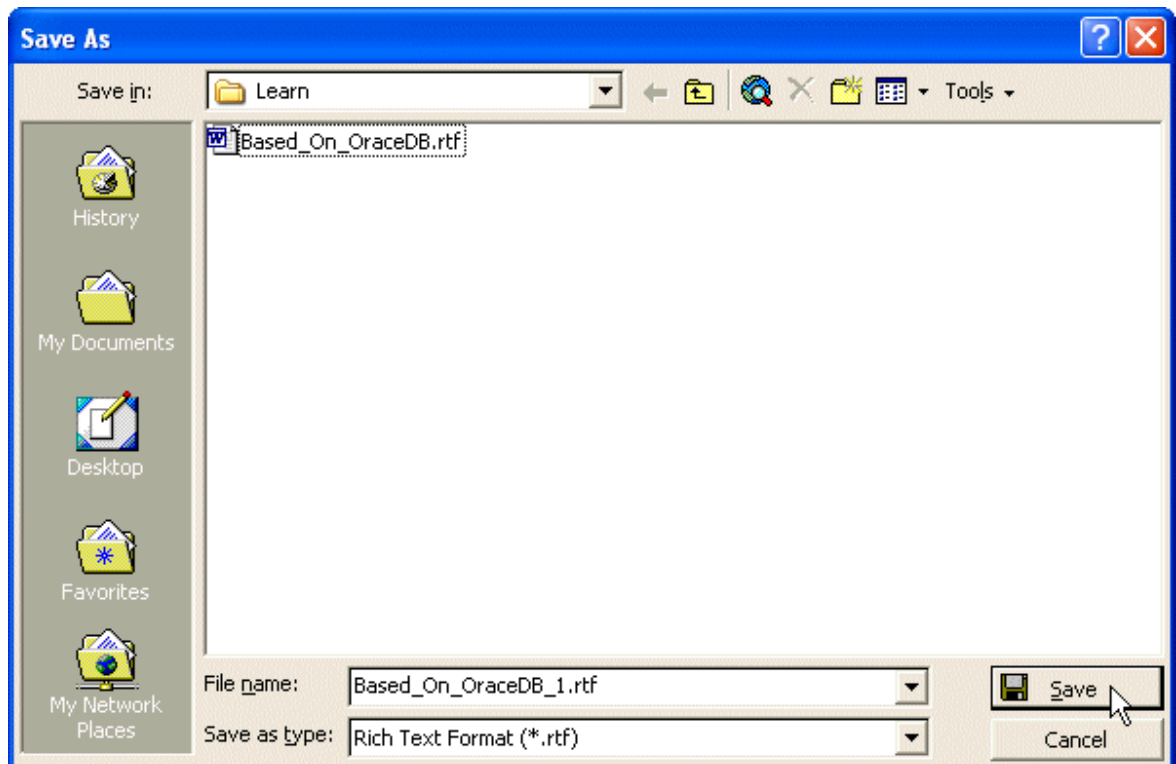 Save As
Save in:
Learn
Tools
Based_On_OraceDB.rtf
History
My Documents
Desktop
Favorites
My Network
Places
File name:
Based_On_OraceDB_1.rtf
Save
Save as type:
Rich Text Format (*.rtf)
Cancel